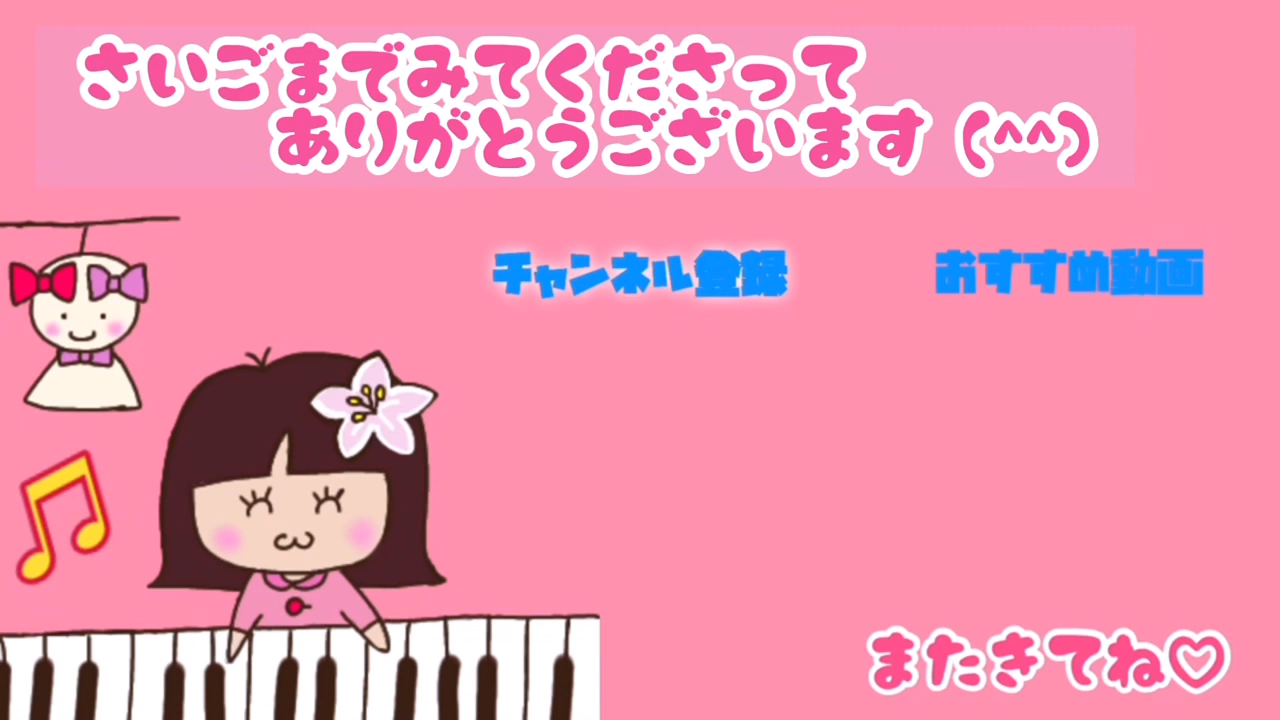 さいごまでみてくださって
ありがとうございます (^^)
チャンネル登録
おすすめ動画
またきてね♡